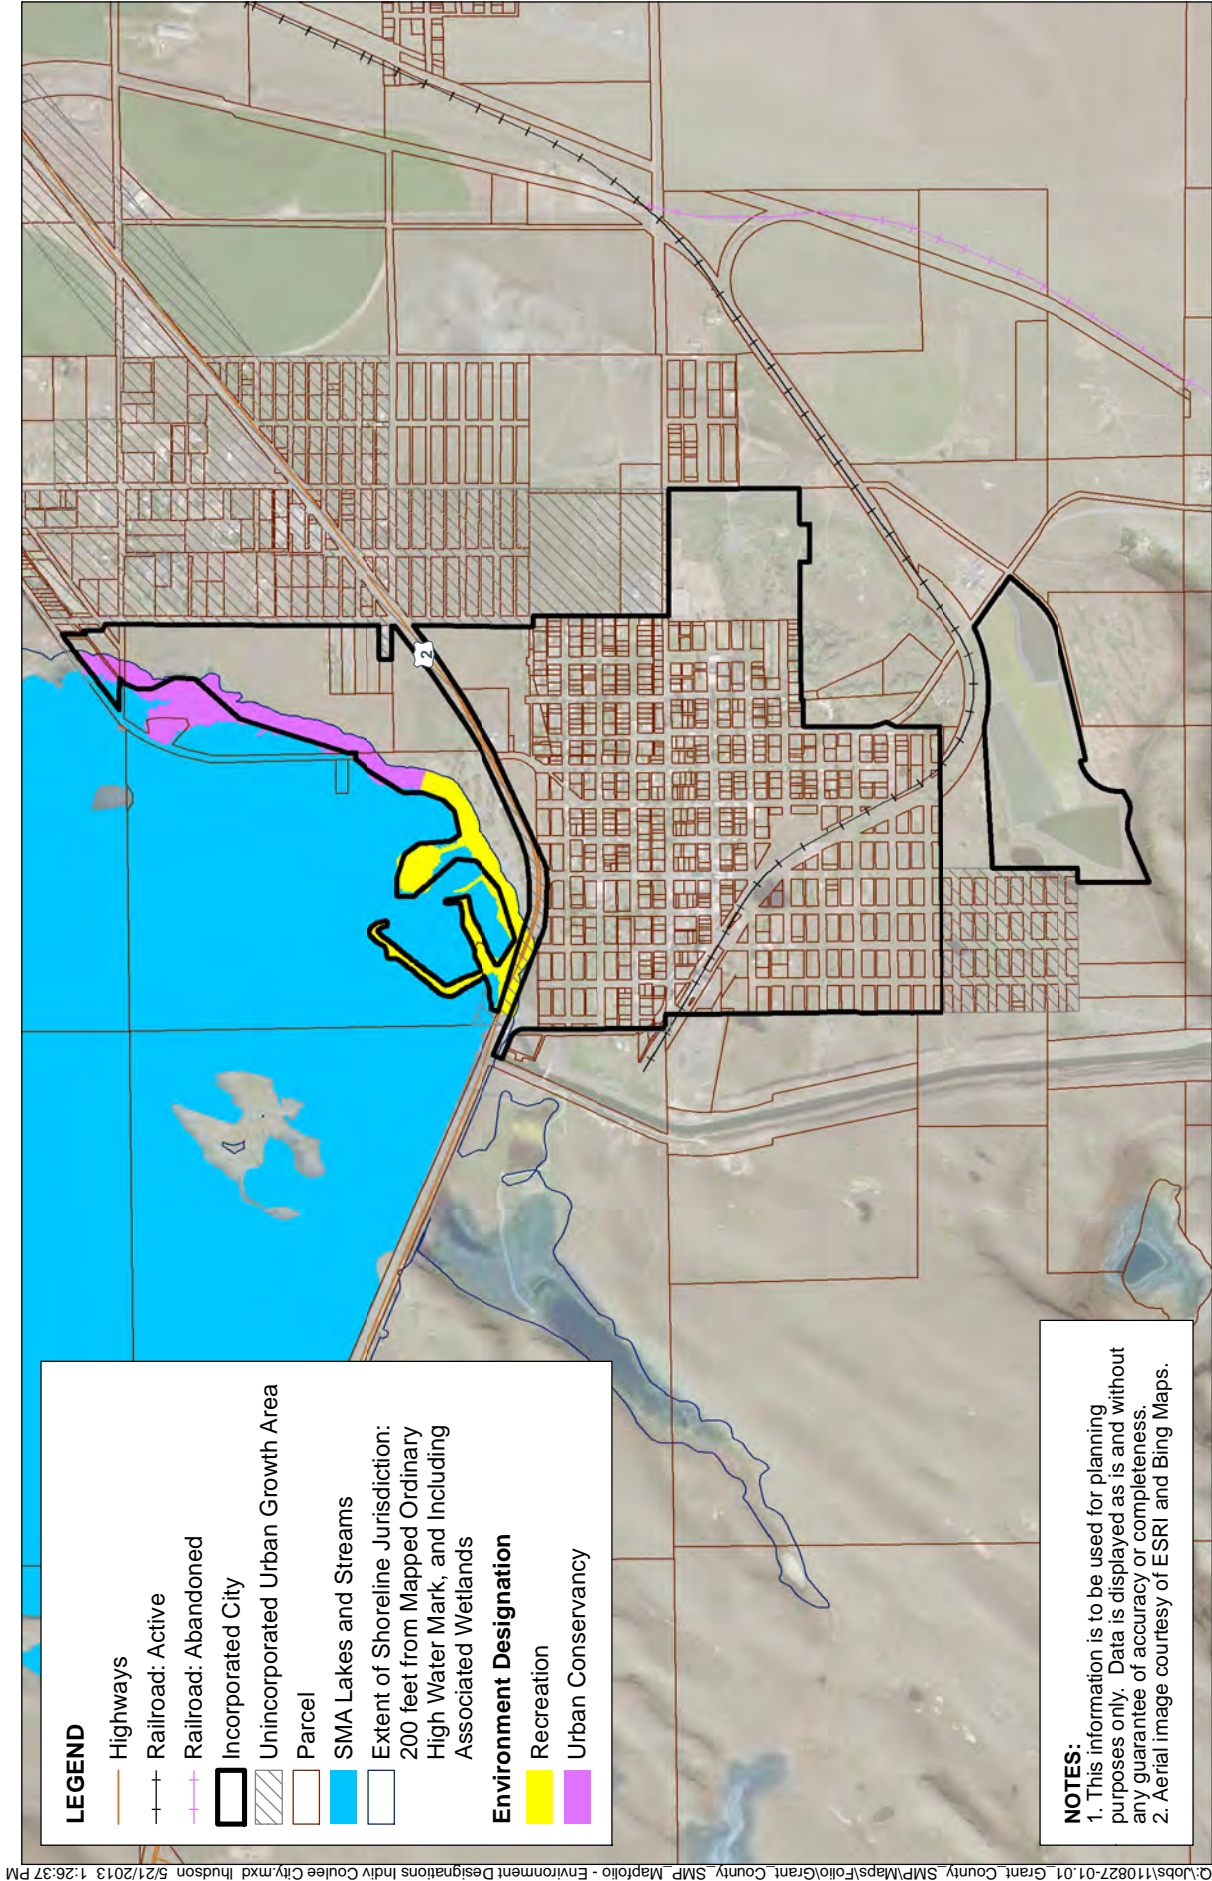 LEGEND
Highways
Railroad: Active
Railroad: Abandoned
Incorporated City
Unincorporated Urban Growth Area
Parcel
SMA Lakes and Streams
Extent of Shoreline Jurisdiction:
200 feet from Mapped Ordinary
High Water Mark, and Including
Associated Wetlands
Environment Designation
Recreation
Urban Conservancy
2
NOTES:
1. This information is to be used for planning
purposes only.  Data is displayed as is and without
any guarantee of accuracy or completeness.
2. Aerial image courtesy of ESRI and Bing Maps.
Q:\Jobs\110827-01.01_Grant_County_SMP\Maps\Folio\Grant_County_SMP_Mapfolio - Environment Designations Indiv Coulee City.mxd  lhudson  5/21/2013  1:26:37 PM